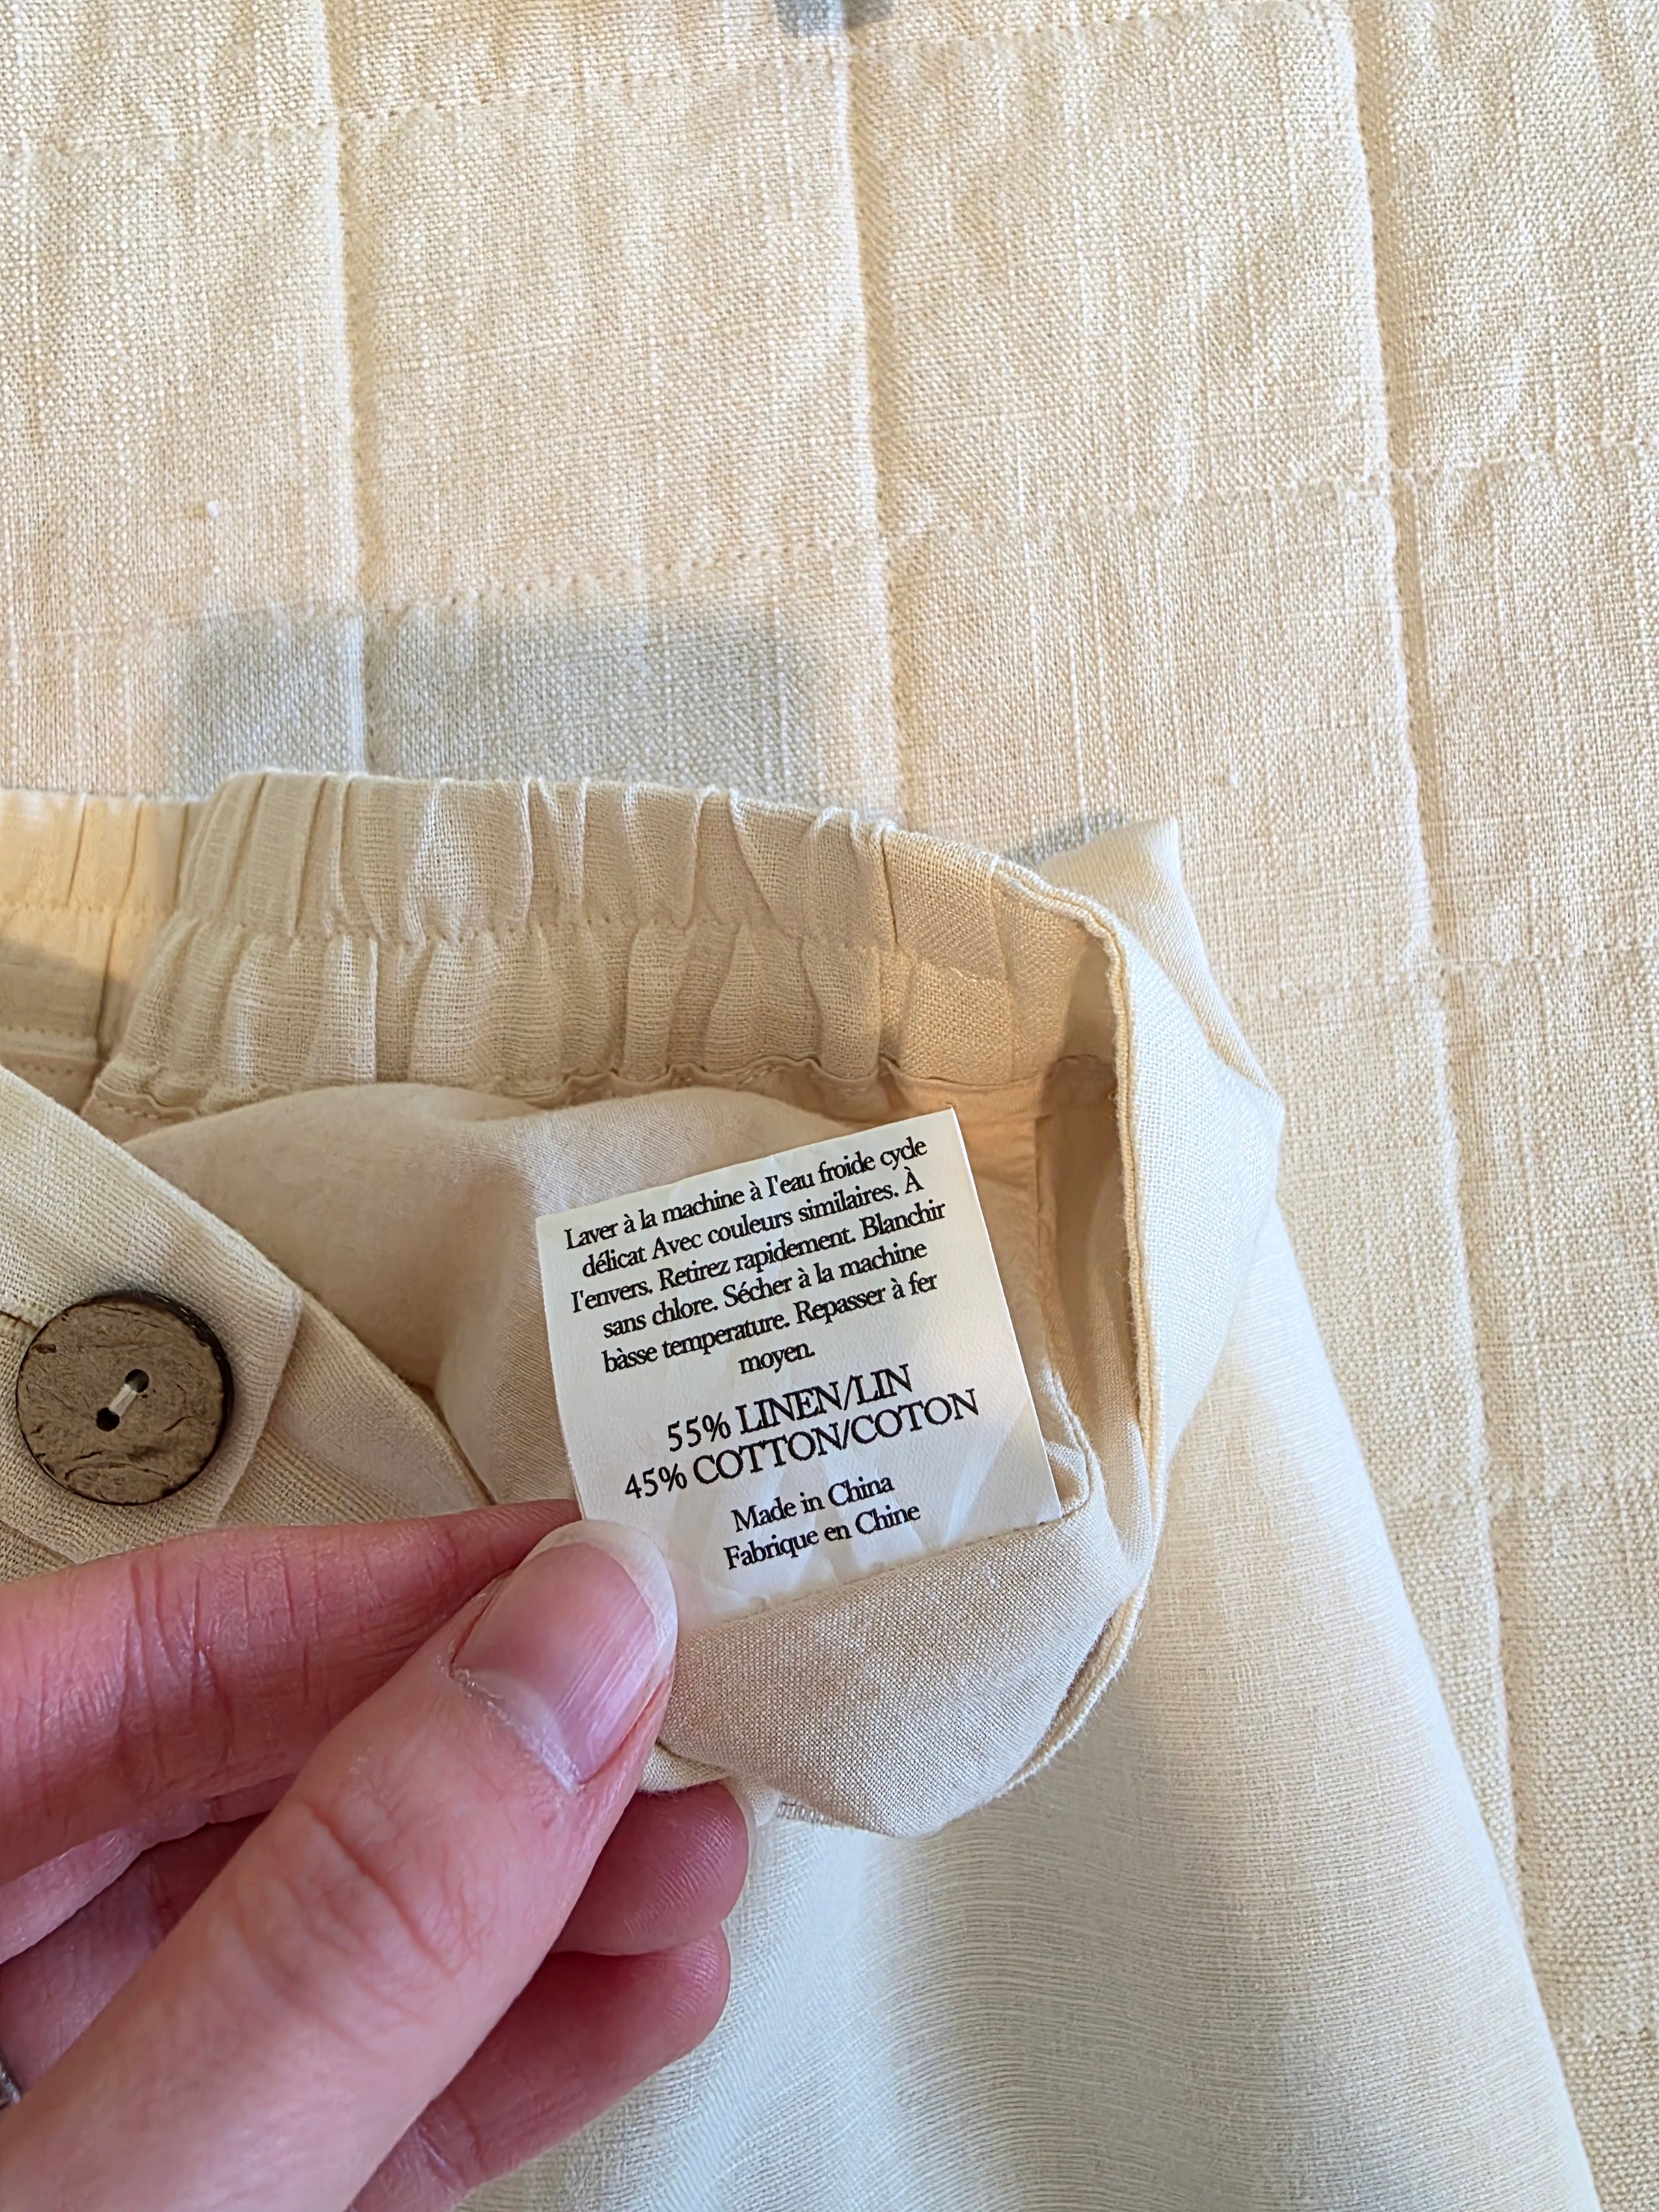 Laver à la machine à l'eau froide cycle
délicat Avec couleurs similaires. À
l'envers. Retirez rapidement. Blanchir
sans chlore. Sécher à la machine
bàsse temperature. Repasser à fer
moyen.
55% LINEN/LIN
45% COTTON/COTON
Made in China
Fabrique en Chine